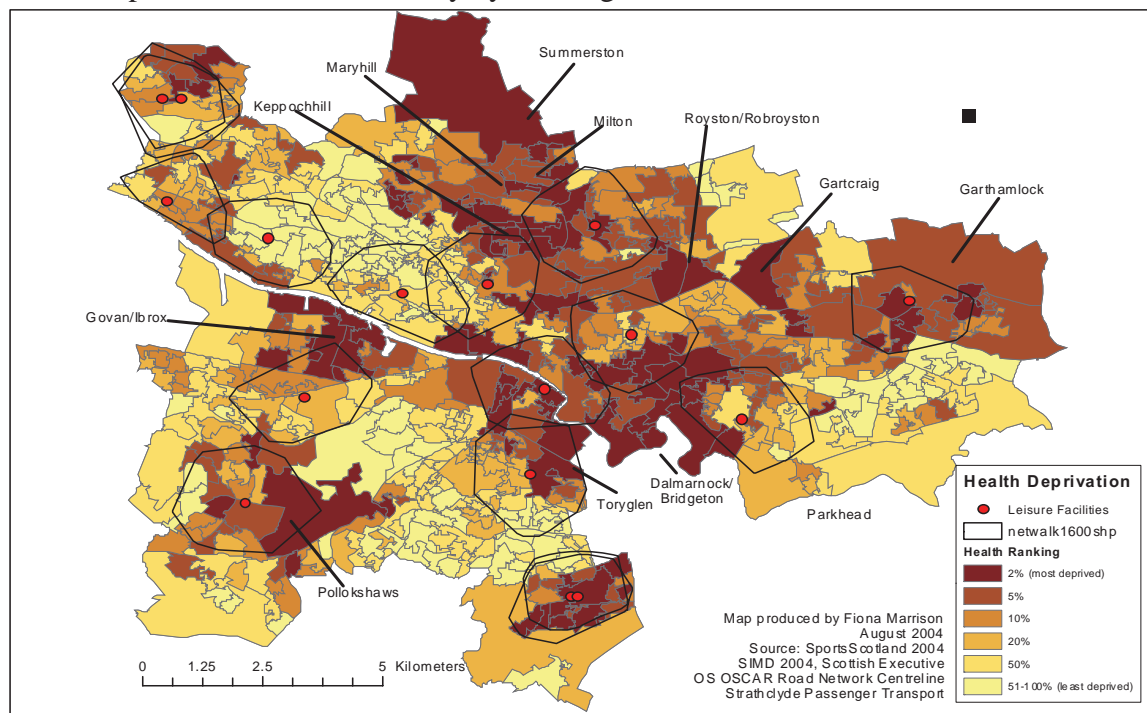 Summerston
Maryhill
Keppochhill
Milton
Royston/Robroyston
Gartcraig
Garthamlock
Govan/Ibrox
Dalmarnock/
Bridgeton
Toryglen
Parkhead
Pollokshaws
Health Deprivation
Leisure Facilities
netwalk1600shp
Health Ranking
2% (most deprived)
5%
10%
20%
50%
51-100% (least deprived)
Map produced by Fiona Marrison
August 2004
Source: SportsScotland 2004
SIMD 2004, Scottish Executive
OS OSCAR Road Network Centreline
Strathclyde Passenger Transport
0 1.25 2.5 5 Kilometers